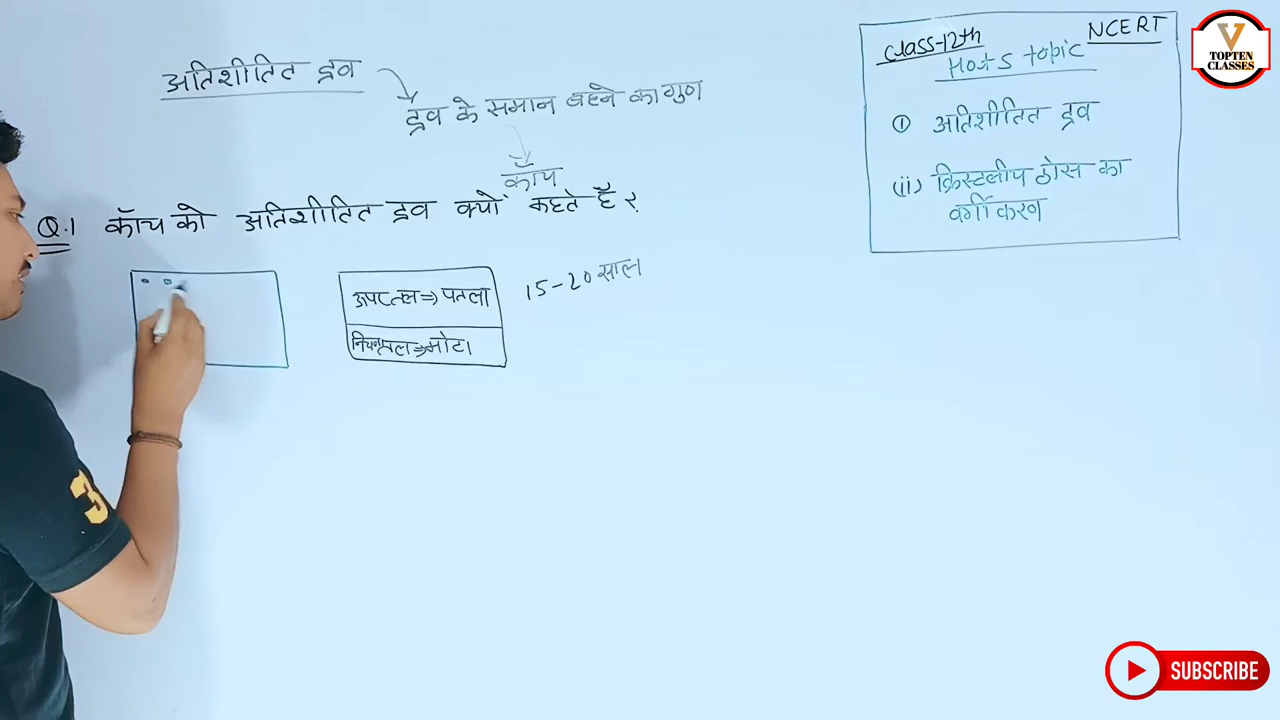 अतिशीतित द्रव
द्रव के समान बहने का गुण
काँच
Q.1 काँच को अतिशीतित द्रव क्यों कहते है ?
ऊपरतल ⇒ पतला
निचलातल ⇒ मोटा
15-20 साल
Class-12th NCERT
Hots topic
① अतिशीतित द्रव
(ii) क्रिस्टलीय ठोस का
वर्गीकरण
V
TOPTEN
CLASSES
3
SUBSCRIBE